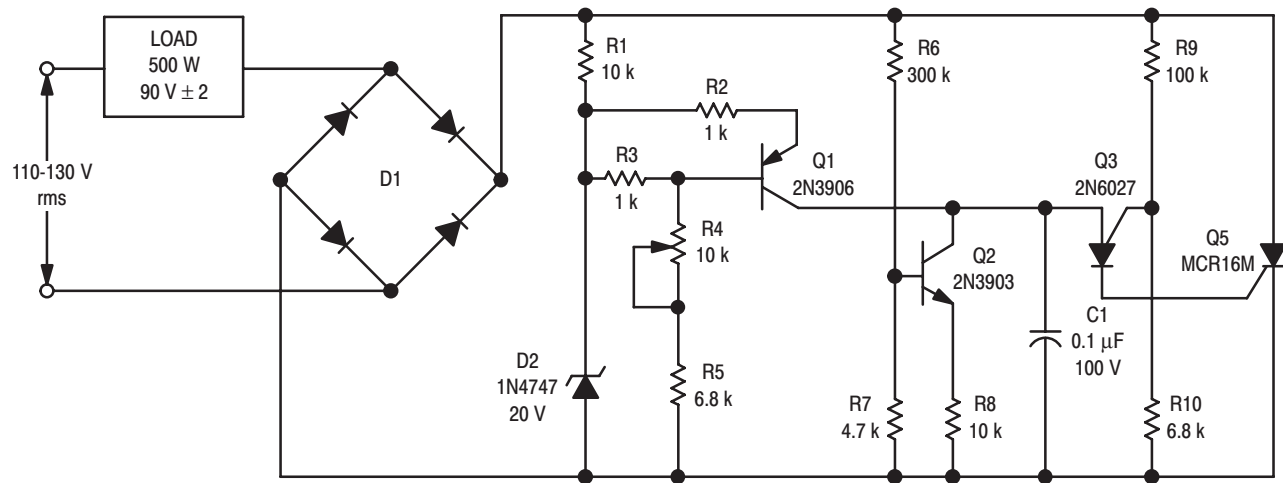 LOAD
500 W
90 V ± 2
110-130 V
rms
D1
R1
10 k
R2
1 k
R3
1 k
R4
10 k
D2
1N4747
20 V
R5
6.8 k
Q1
2N3906
R6
300 k
Q2
2N3903
R7
4.7 k
R8
10 k
C1
0.1 μF
100 V
R9
100 k
Q3
2N6027
Q5
MCR16M
R10
6.8 k